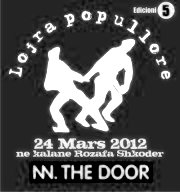 Edicioni 5
Lojra popullore
24 Mars 2012
ne kalane Rozafa Shkoder
NN. THE DOOR